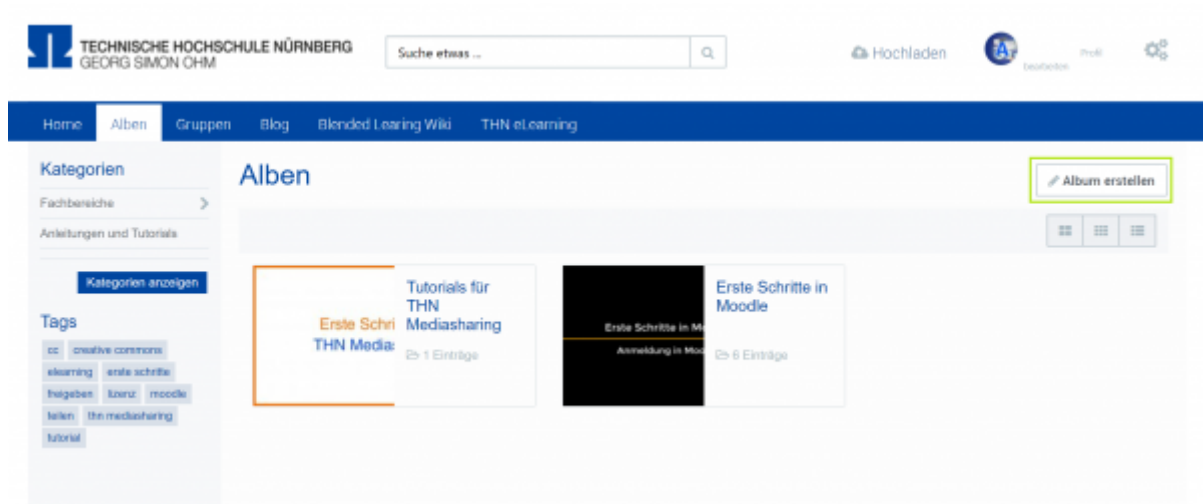 TECHNISCHE HOCHSCHULE NÜRNBERG
GEORG SIMON OHM
Suche etwas ...
Hochladen
Profil
bearbeiten
Home Alben Gruppen Blog Blended Learing Wiki THN eLearning
Kategorien
Fachbereiche
Anleitungen und Tutorials
Kategorien anzeigen
Tags
cc creative commons
elearning erste schritte
freigeben lizenz moodle
teilen thn mediasharing
tutorial
Alben
Album erstellen
Erste Schri
THN Media
Tutorials für
THN
Mediasharing
1 Einträge
Erste Schritte in M
Anmeldung in Moo
Erste Schritte in
Moodle
6 Einträge